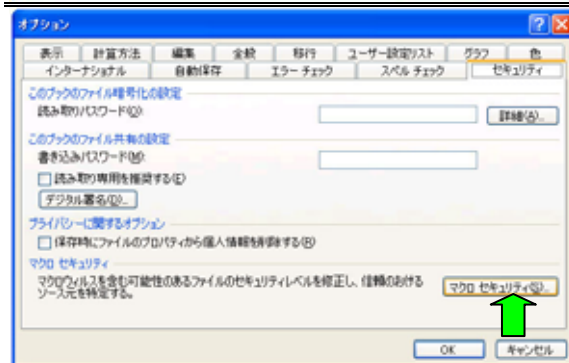 オプション
表示 計算方法 編集 全般 移行 ユーザー設定リスト グラフ 色
インターナショナル 自動保存 エラー チェック スペル チェック セキュリティ
このブックのファイル暗号化の設定
読み取りパスワード(O):
詳細(A)...
このブックのファイル共有の設定
書き込みパスワード(M):
読み取り専用を推奨する(E)
デジタル署名(D)...
プライバシーに関するオプション
保存時にファイルのプロパティから個人情報を削除する(R)
マクロ セキュリティ
マクロウィルスを含む可能性のあるファイルのセキュリティレベルを修正し、信頼のおける
ソース元を特定する。
マクロ セキュリティ(S)...
OK キャンセル